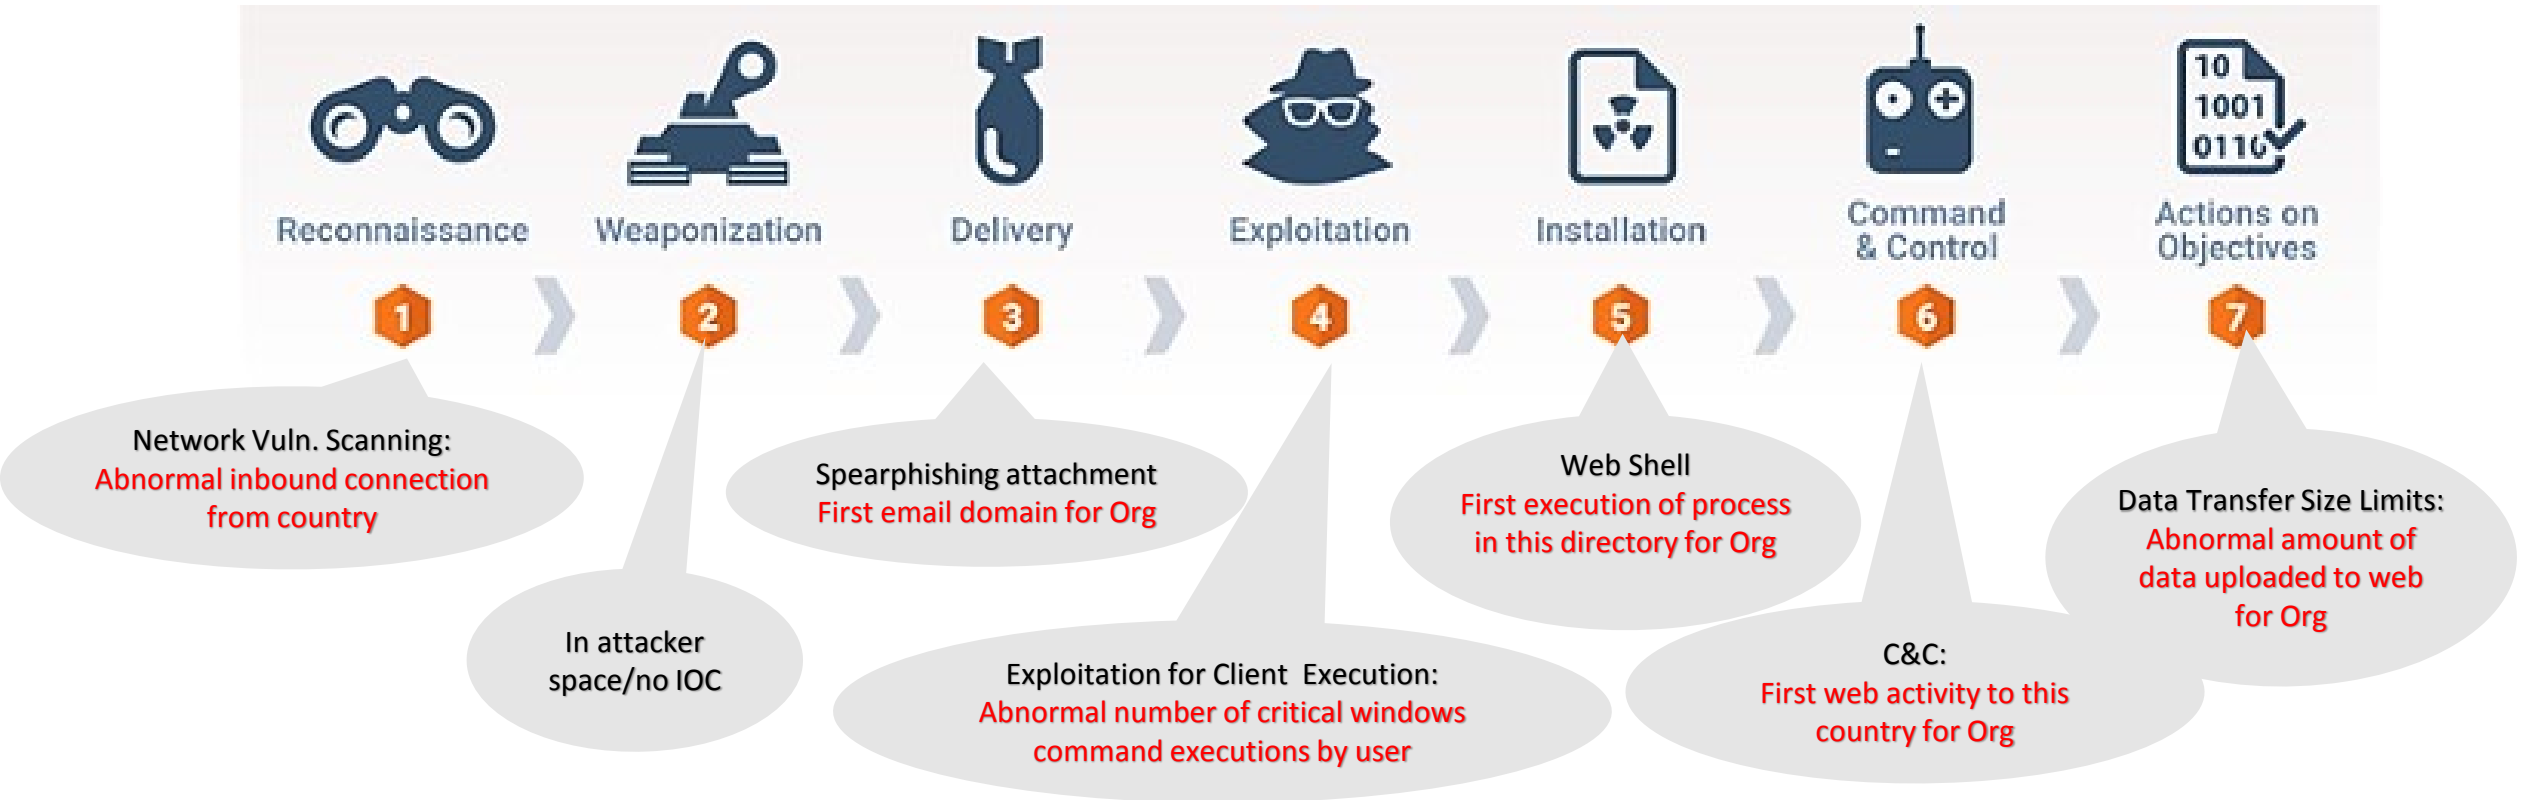 10
1001
0110
Reconnaissance
Weaponization
Delivery
Exploitation
Installation
Command
& Control
Actions on
Objectives
1
2
3
4
5
6
7
Network Vuln. Scanning:
Abnormal inbound connection
from country
In attacker
space/no IOC
Spearphishing attachment
First email domain for Org
Exploitation for Client Execution:
Abnormal number of critical windows
command executions by user
Web Shell
First execution of process
in this directory for Org
C&C:
First web activity to this
country for Org
Data Transfer Size Limits:
Abnormal amount of
data uploaded to web
for Org